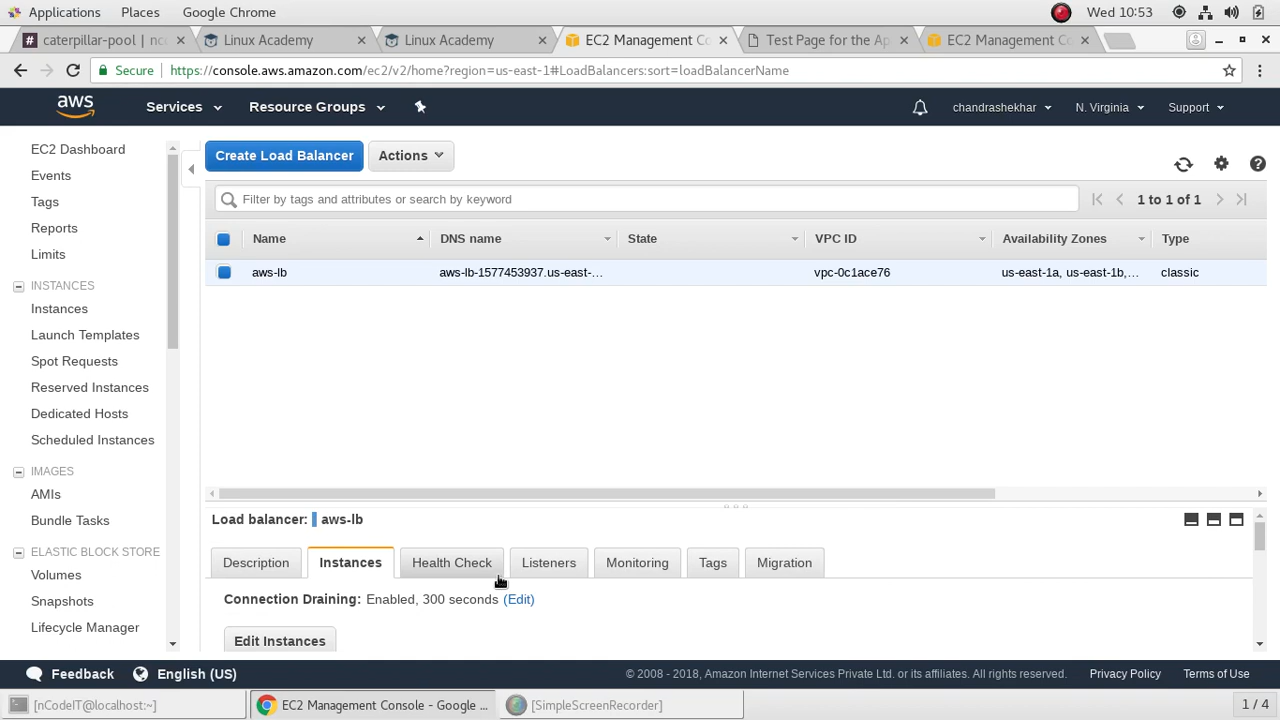 Applications Places Google Chrome Wed 10:53
caterpillar-pool | nc Linux Academy Linux Academy EC2 Management Co Test Page for the Ap EC2 Management Co
Secure https://console.aws.amazon.com/ec2/v2/home?region=us-east-1#LoadBalancers:sort=loadBalancerName
aws Services Resource Groups chandrashekhar N. Virginia Support
EC2 Dashboard
Events
Tags
Reports
Limits
INSTANCES
Instances
Launch Templates
Spot Requests
Reserved Instances
Dedicated Hosts
Scheduled Instances
IMAGES
AMIs
Bundle Tasks
ELASTIC BLOCK STORE
Volumes
Snapshots
Lifecycle Manager
Create Load Balancer Actions
Filter by tags and attributes or search by keyword 1 to 1 of 1
Name DNS name State VPC ID Availability Zones Type
aws-lb aws-lb-1577453937.us-east-... vpc-0c1ace76 us-east-1a, us-east-1b,... classic
Load balancer: aws-lb
Description Instances Health Check Listeners Monitoring Tags Migration
Connection Draining: Enabled, 300 seconds (Edit)
Edit Instances
Feedback English (US) © 2008 - 2018, Amazon Internet Services Private Ltd. or its affiliates. All rights reserved. Privacy Policy Terms of Use
[nCodeIT@localhost:~] EC2 Management Console - Google ... [SimpleScreenRecorder] 1 / 4